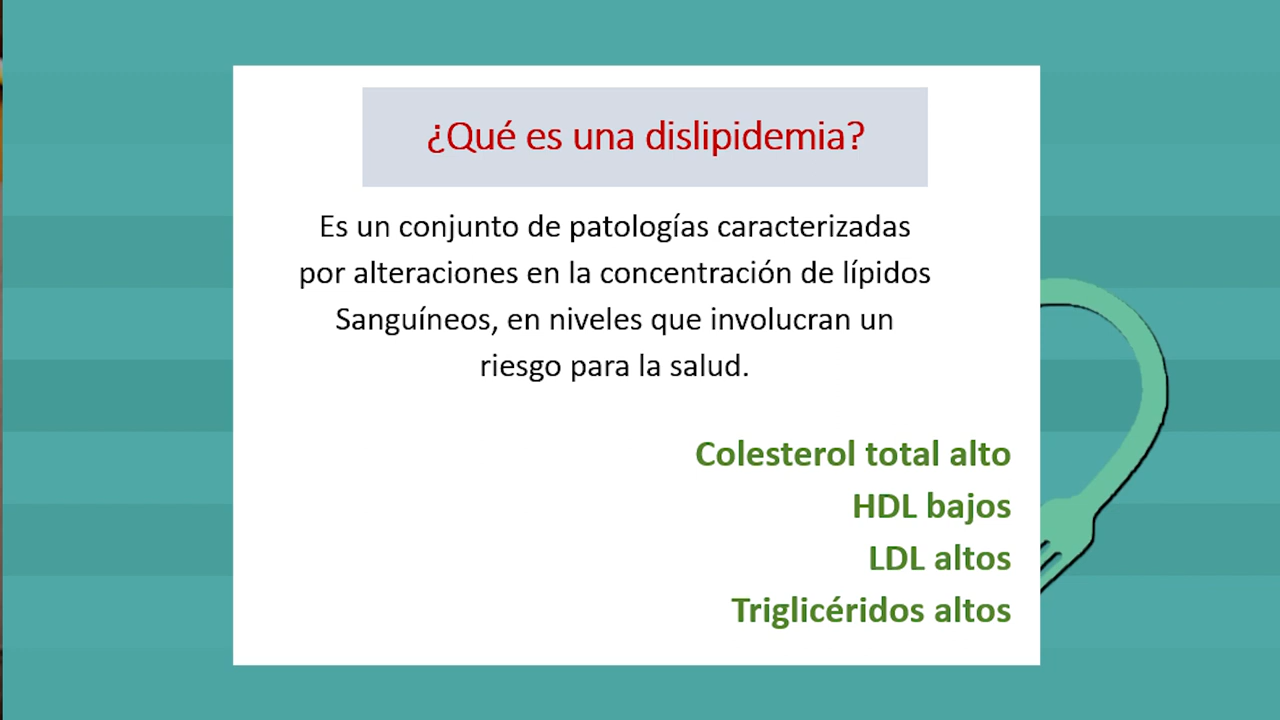 ¿Qué es una dislipidemia?
Es un conjunto de patologías caracterizadas
por alteraciones en la concentración de lípidos
Sanguíneos, en niveles que involucran un
riesgo para la salud.
Colesterol total alto
HDL bajos
LDL altos
Triglicéridos altos